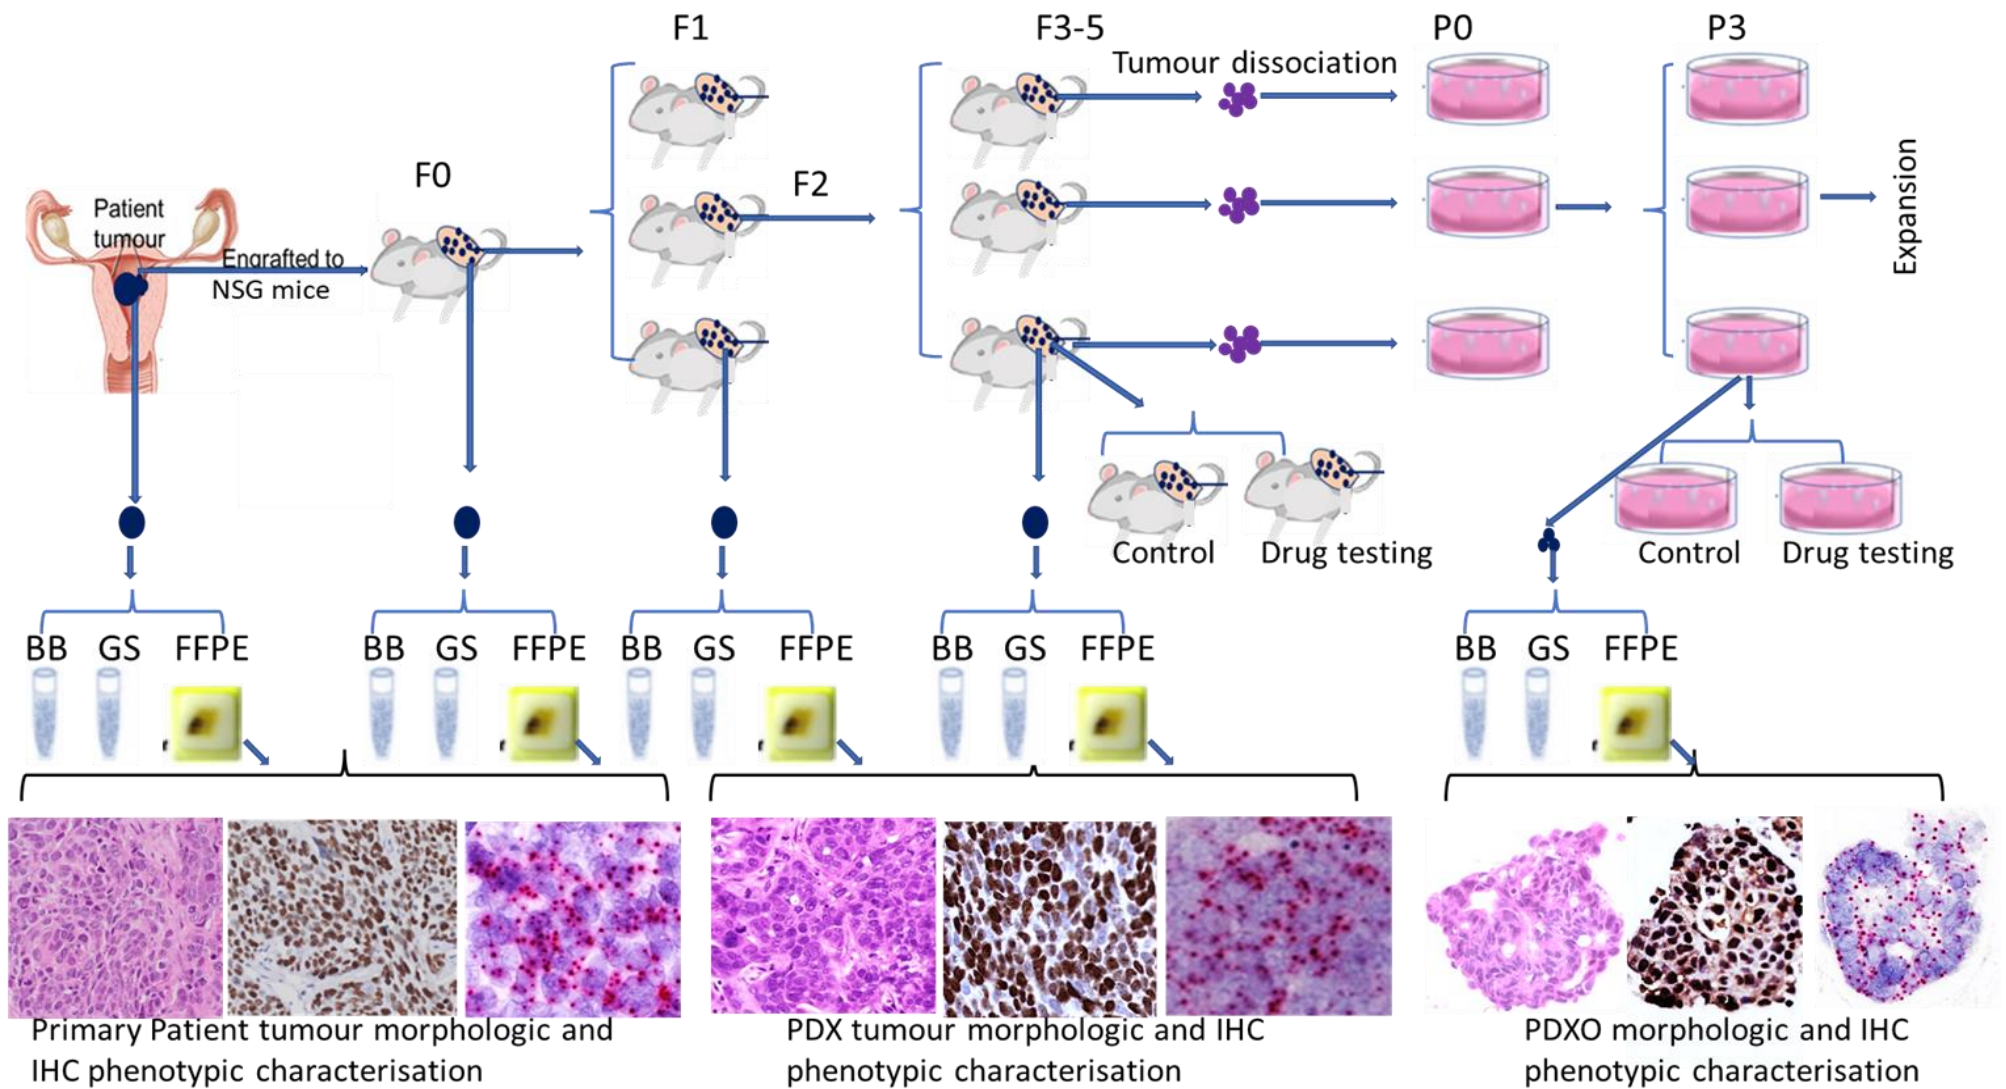 F1
F3-5
P0
P3
Tumour dissociation
F0
F2
Patient
tumour
Engrafted to
NSG mice
Expansion
Control
Drug testing
Control
Drug testing
BB GS FFPE
BB GS FFPE
BB GS FFPE
BB GS FFPE
BB GS FFPE
Primary Patient tumour morphologic and
IHC phenotypic characterisation
PDX tumour morphologic and IHC
phenotypic characterisation
PDXO morphologic and IHC
phenotypic characterisation